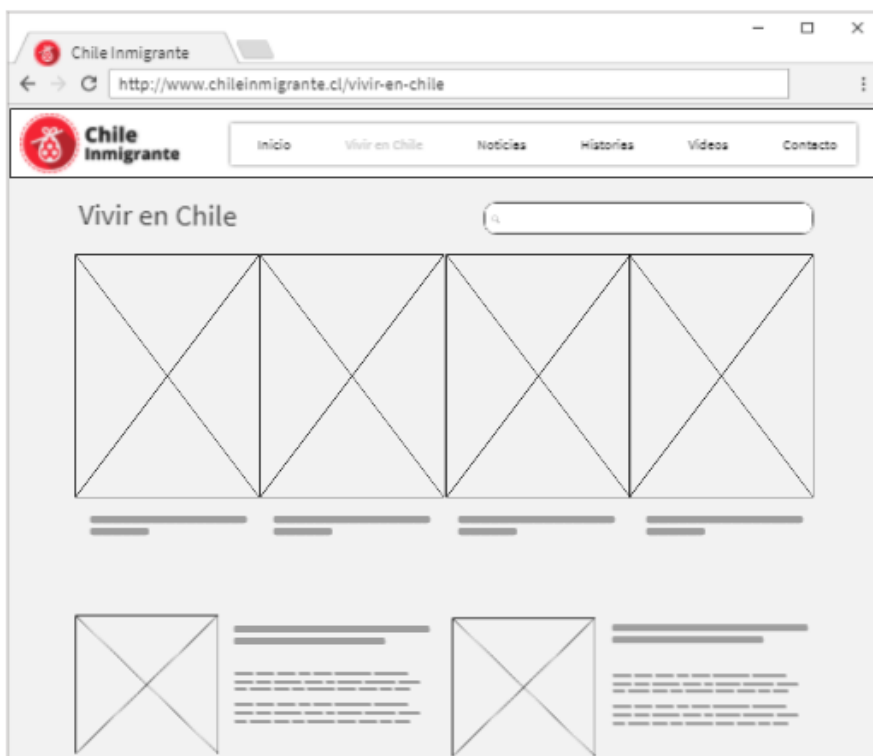 Chile Inmigrante
http://www.chileinmigrante.cl/vivir-en-chile
Chile
Inmigrante
Inicio Vivir en Chile Noticias Histories Videos Contacto
Vivir en Chile